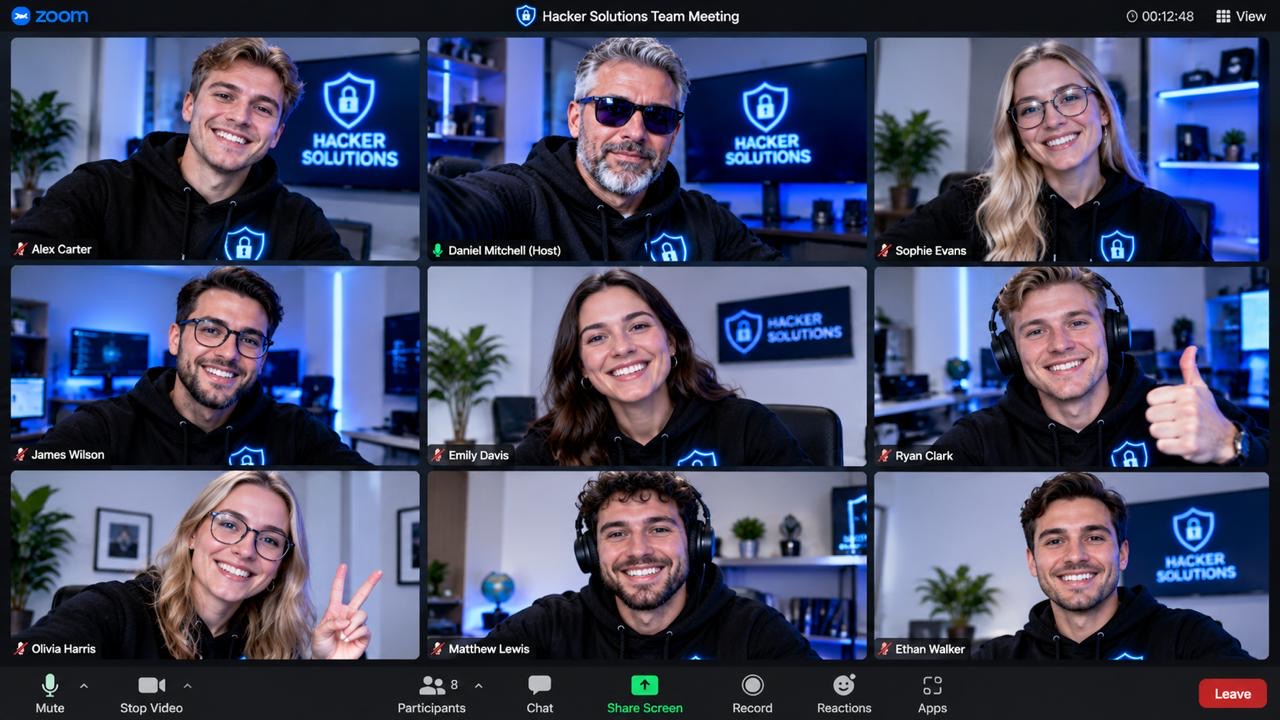 zoom
Hacker Solutions Team Meeting
00:12:48
View
HACKER
SOLUTIONS
Alex Carter
HACKER
SOLUTIONS
Daniel Mitchell (Host)
Sophie Evans
James Wilson
HACKER
SOLUTIONS
Emily Davis
Ryan Clark
Olivia Harris
Matthew Lewis
HACKER
SOLUTIONS
Ethan Walker
Mute
Stop Video
8
Participants
Chat
Share Screen
Record
Reactions
Apps
Leave